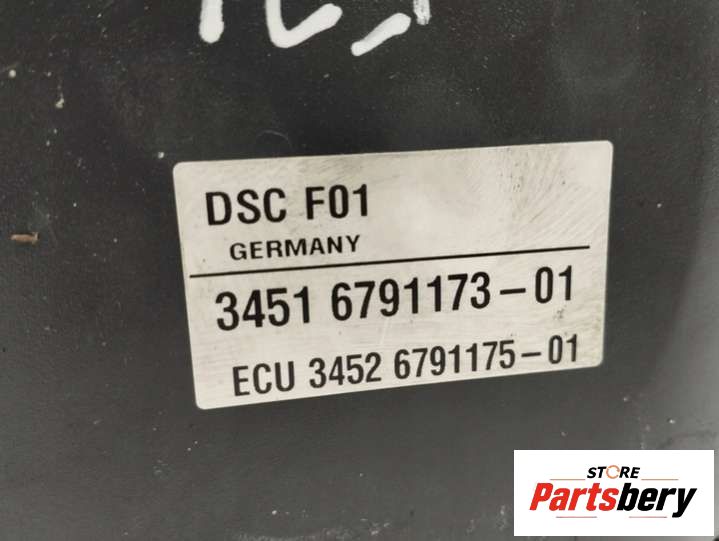 DSC F01
GERMANY
3451 6791173-01
ECU 3452 6791175-01
STORE
Partsbery